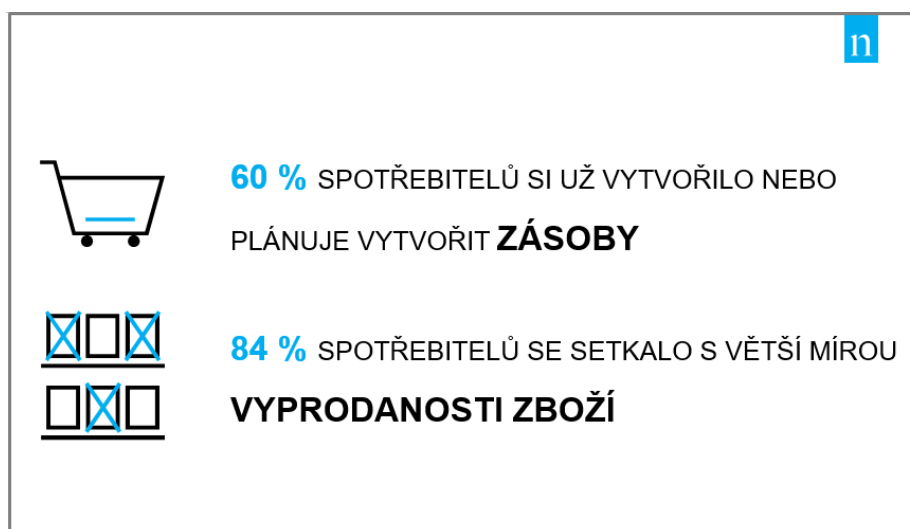 n
60 % SPOTŘEBITELŮ SI UŽ VYTVOŘILO NEBO
PLÁNUJE VYTVOŘIT ZÁSOBY
84 % SPOTŘEBITELŮ SE SETKALO S VĚTŠÍ MÍROU
VYPRODANOSTI ZBOŽÍ